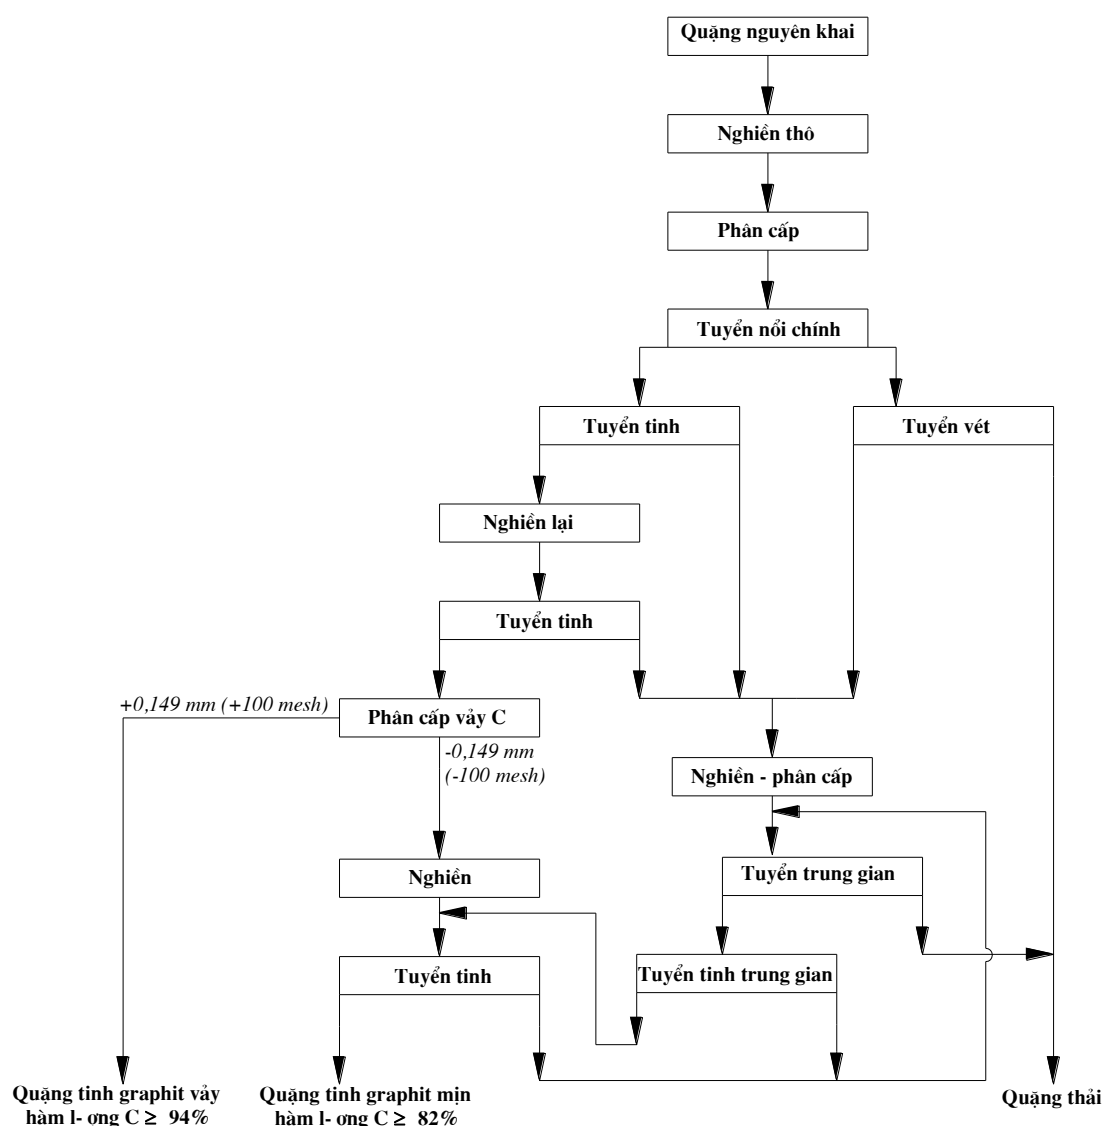 Quặng nguyên khai
Nghiền thô
Phân cấp
Tuyển nổi chính
Tuyển tinh
Tuyển vét
Nghiền lại
Tuyển tinh
+0,149 mm (+100 mesh)
Phân cấp vảy C
-0,149 mm
(-100 mesh)
Nghiền - phân cấp
Tuyển trung gian
Nghiền
Tuyển tinh
Tuyển tinh trung gian
Quặng tinh graphit vảy
hàm l- ơng C ≥ 94%
Quặng tinh graphit mịn
hàm l- ơng C ≥ 82%
Quặng thải